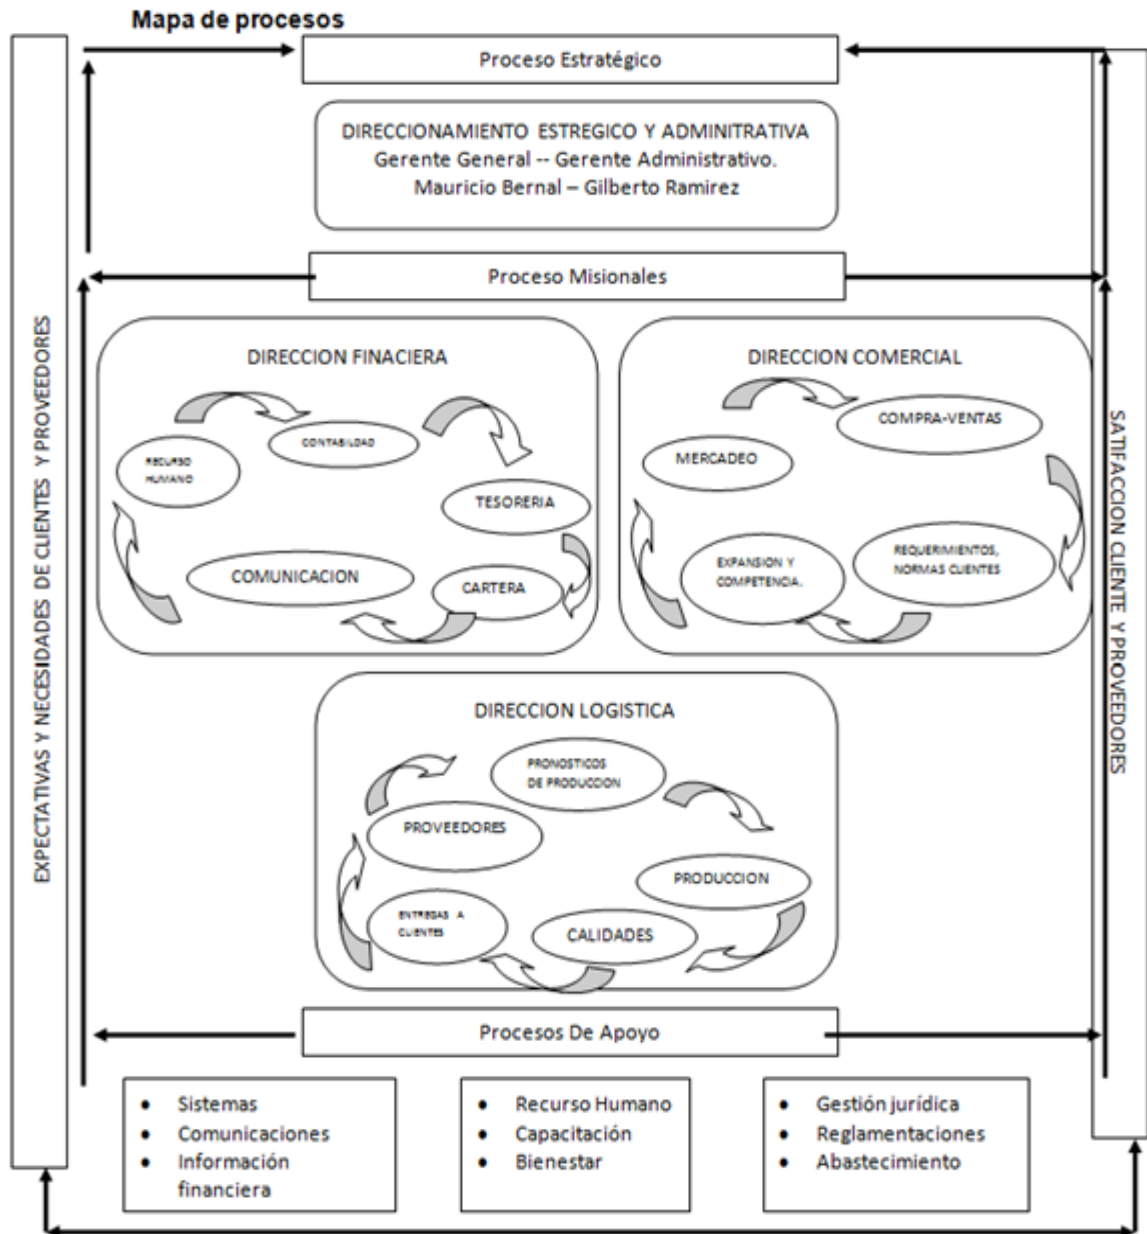 Mapa de procesos
Proceso Estratégico
DIRECCIONAMIENTO ESTREGICO Y ADMINITRATIVA
Gerente General -- Gerente Administrativo.
Mauricio Bernal – Gilberto Ramirez
Proceso Misionales
EXPECTATIVAS Y NECESIDADES DE CLIENTES Y PROVEEDORES
DIRECCION FINACIERA
CONTABILDAD
RECURSO
HUMANO
TESORERIA
COMUNICACION
CARTERA
DIRECCION COMERCIAL
COMPRA-VENTAS
MERCADEO
REQUERIMIENTOS,
NORMAS CLIENTES
EXPANSION Y
COMPETENCIA.
SATIFACCION CLIENTE Y PROVEEDORES
DIRECCION LOGISTICA
PRONOSTICOS
DE PRODUCCION
PROVEEDORES
PRODUCCION
ENTREGAS A
CLIENTES
CALIDADES
Procesos De Apoyo
• Sistemas
• Comunicaciones
• Información
financiera
• Recurso Humano
• Capacitación
• Bienestar
• Gestión jurídica
• Reglamentaciones
• Abastecimiento